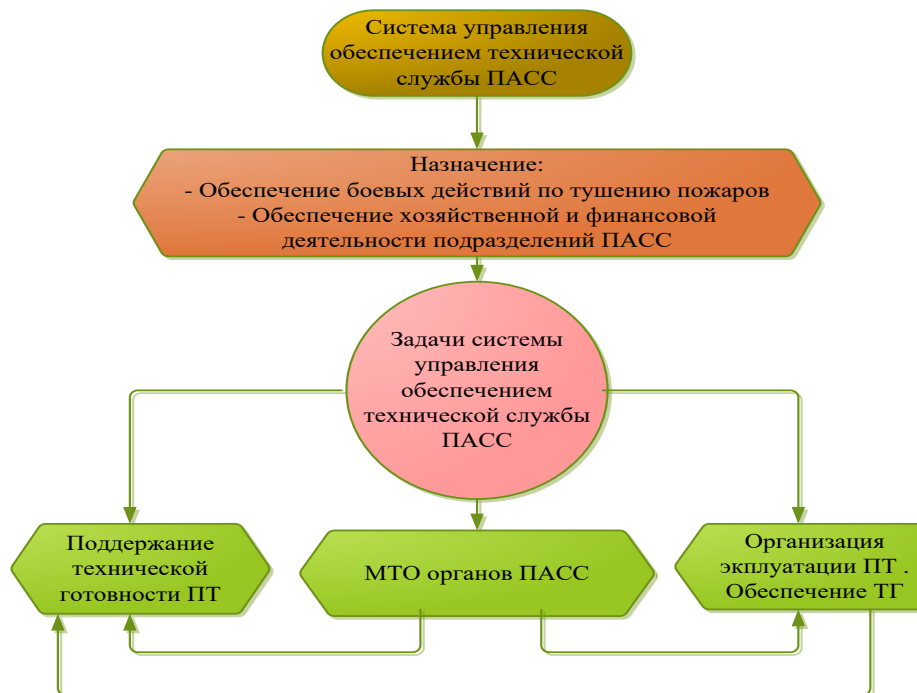 Система управления
обеспечением технической
службы ПАСС
Назначение:
- Обеспечение боевых действий по тушению пожаров
- Обеспечение хозяйственной и финансовой
деятельности подразделений ПАСС
Задачи системы
управления
обеспечением
технической службы
ПАСС
Поддержание
технической
готовности ПТ
МТО органов ПАСС
Организация
экплуатации ПТ .
Обеспечение ТГ